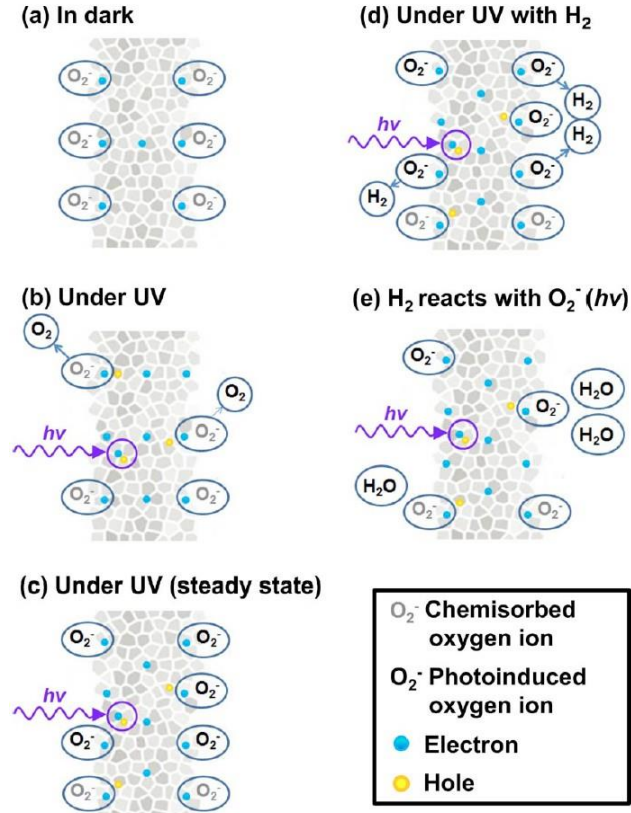 (a) In dark
O₂⁻ O₂⁻
O₂⁻ O₂⁻
O₂⁻ O₂⁻
(b) Under UV
O₂
O₂⁻
O₂
hv
O₂⁻
O₂⁻ O₂⁻
(c) Under UV (steady state)
O₂⁻ O₂⁻
hv
O₂⁻
O₂⁻ O₂⁻
O₂⁻ O₂⁻
(d) Under UV with H₂
O₂⁻ O₂⁻
H₂
O₂⁻
hv
H₂
O₂⁻ O₂⁻
H₂
O₂⁻ O₂⁻
(e) H₂ reacts with O₂⁻ (hv)
O₂⁻
H₂O
O₂⁻
hv
H₂O
H₂O
O₂⁻ O₂⁻
O₂⁻ Chemisorbed
oxygen ion
O₂⁻ Photoinduced
oxygen ion
Electron
Hole